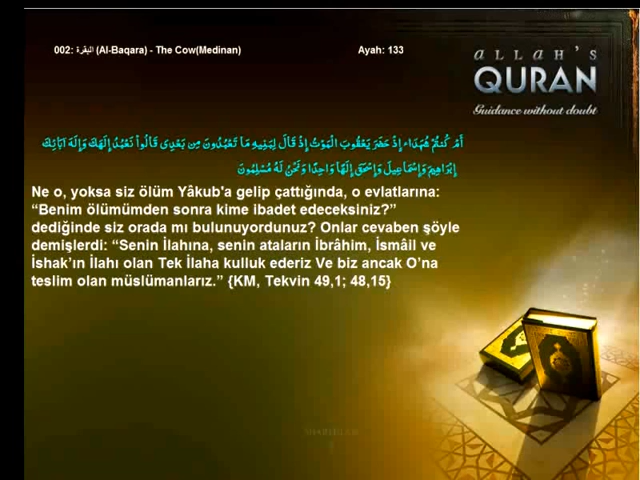 002: البقرة (Al-Baqara) - The Cow(Medinan) Ayah: 133
ALLAH'S
QURAN
Guidance without doubt
أَمْ كُنتُمْ شُهَدَاءَ إِذْ حَضَرَ يَعْقُوبَ الْمَوْتُ إِذْ قَالَ لِبَنِيهِ مَا تَعْبُدُونَ مِن بَعْدِي قَالُوا نَعْبُدُ إِلَهَكَ وَإِلَهَ آبَائِكَ
إِبْرَاهِيمَ وَإِسْمَاعِيلَ وَإِسْحَقَ إِلَهًا وَاحِدًا وَنَحْنُ لَهُ مُسْلِمُونَ
Ne o, yoksa siz ölüm Yâkub'a gelip çattığında, o evlatlarına:
“Benim ölümümden sonra kime ibadet edeceksiniz?”
dediğinde siz orada mı bulunuyordunuz? Onlar cevaben şöyle
demişlerdi: “Senin İlahına, senin ataların İbrâhim, İsmâil ve
İshak’ın İlahı olan Tek İlaha kulluk ederiz Ve biz ancak O’na
teslim olan müslümanlarız.” {KM, Tekvin 49,1; 48,15}